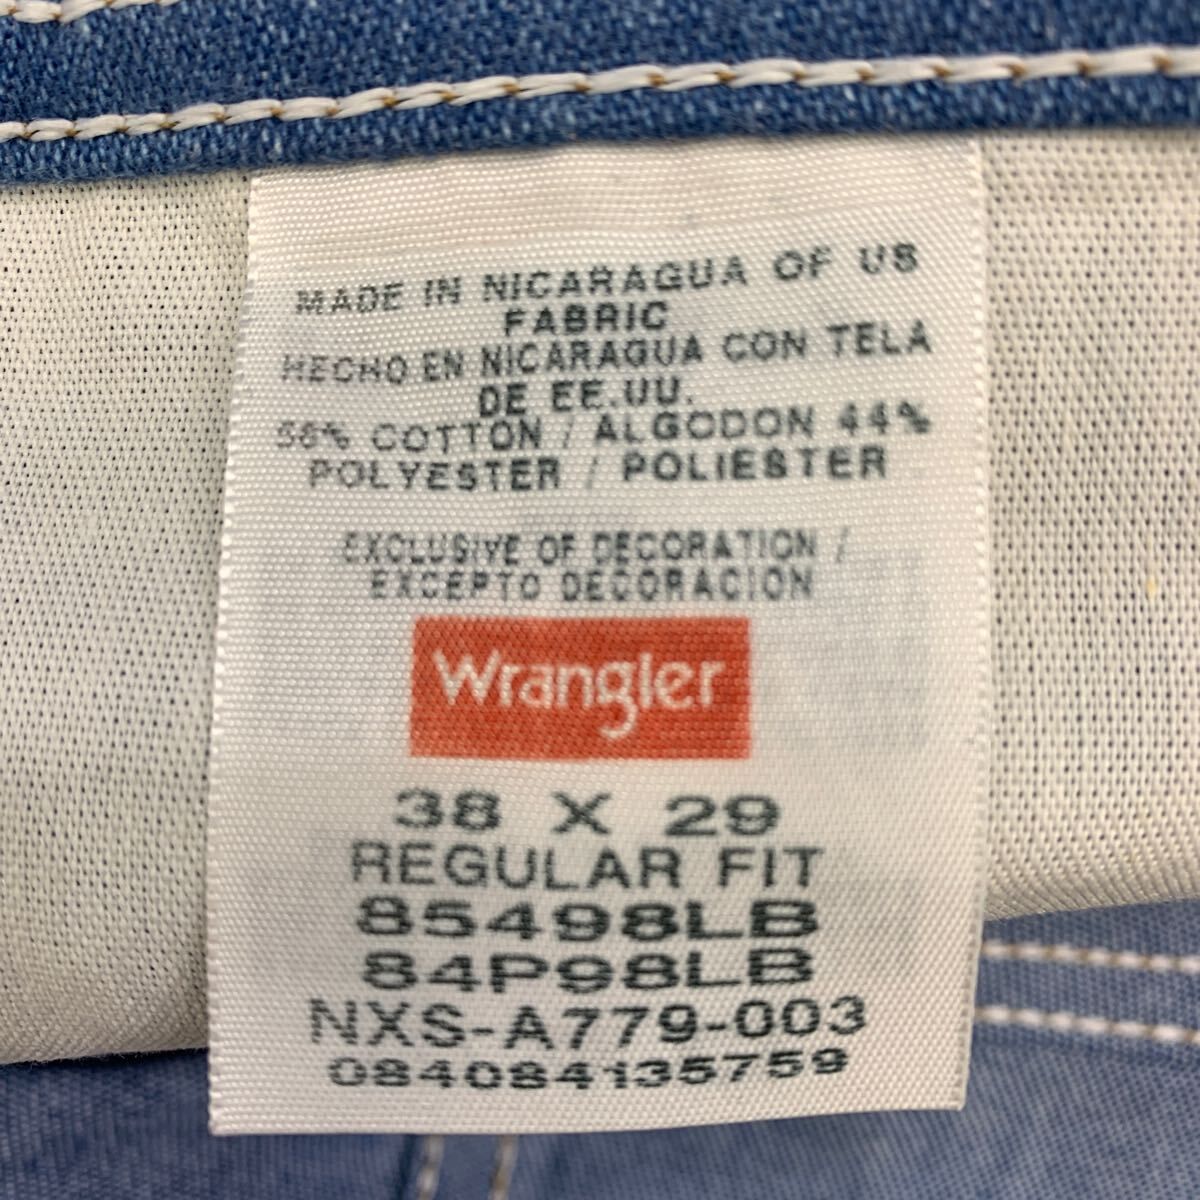 MADE IN NICARAGUA OF US
FABRIC
HECHO EN NICARAGUA CON TELA
DE EE.UU.
56% COTTON / ALGODON 44%
POLYESTER / POLIESTER
EXCLUSIVE OF DECORATION /
EXCEPTO DECORACION
Wrangler
38 X 29
REGULAR FIT
85498LB
84P98LB
NXS-A779-003
084084135759